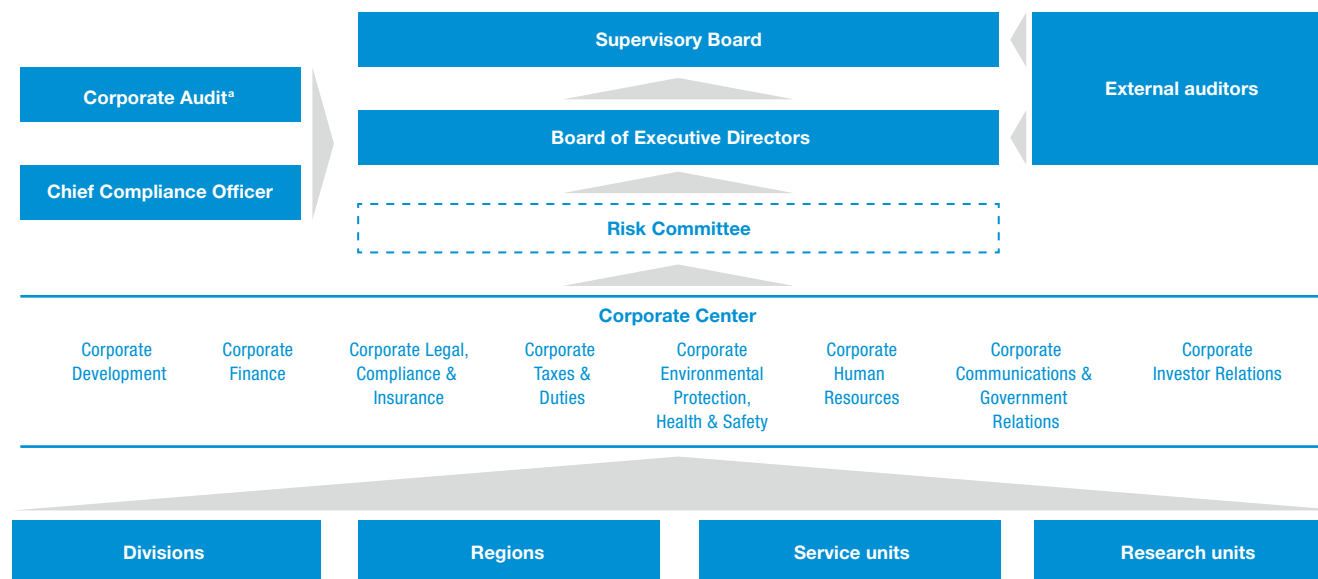 Supervisory Board
External auditors
Corporate Auditª
Board of Executive Directors
Chief Compliance Officer
Risk Committee
Corporate Center
Corporate
Development
Corporate
Finance
Corporate Legal,
Compliance &
Insurance
Corporate
Taxes &
Duties
Corporate
Environmental
Protection,
Health & Safety
Corporate
Human
Resources
Corporate
Communications &
Government
Relations
Corporate
Investor Relations
Divisions
Regions
Service units
Research units